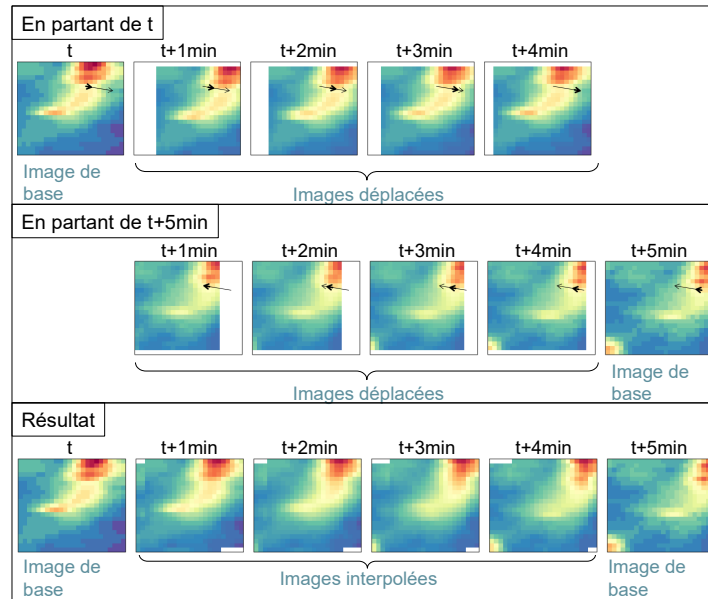 En partant de t
t t+1min t+2min t+3min t+4min
Image de
base
Images déplacées
En partant de t+5min
t+1min t+2min t+3min t+4min t+5min
Images déplacées
Image de
base
Résultat
t t+1min t+2min t+3min t+4min t+5min
Image de
base
Images interpolées
Image de
base